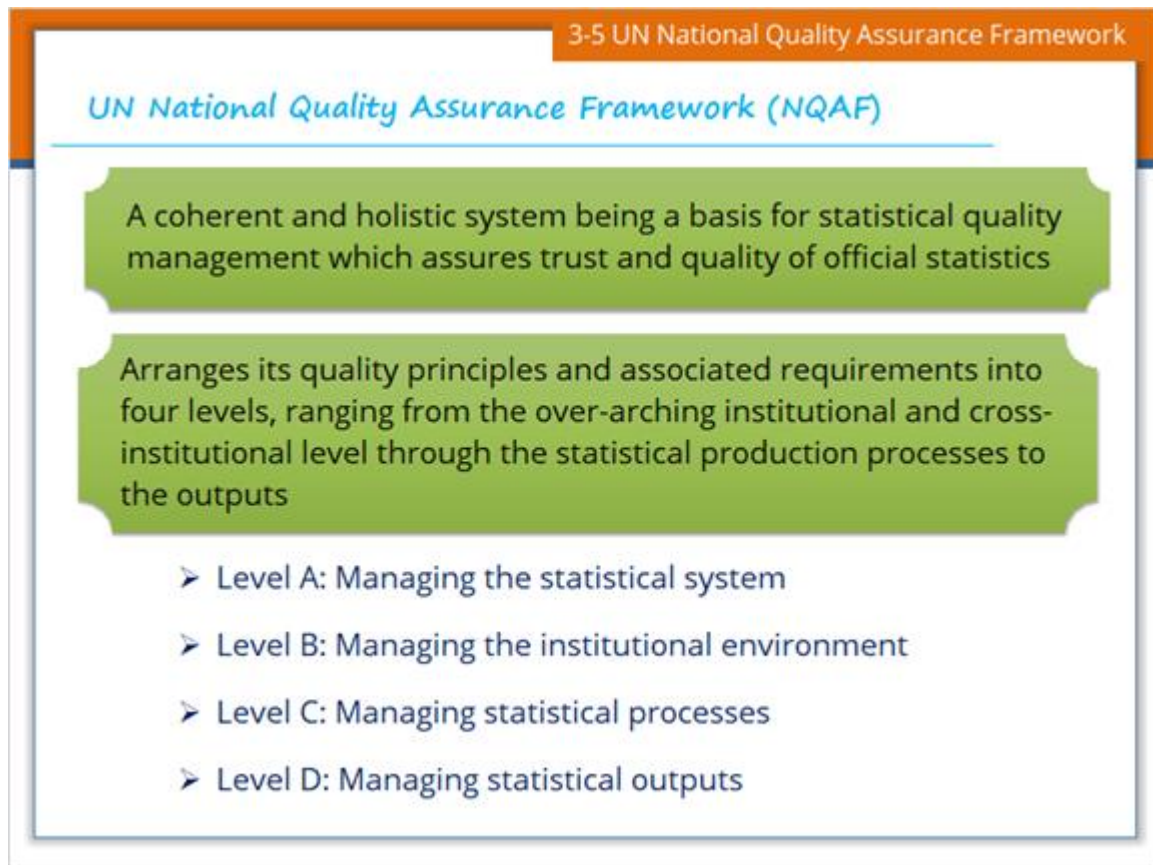 3-5 UN National Quality Assurance Framework
UN National Quality Assurance Framework (NQAF)
A coherent and holistic system being a basis for statistical quality
management which assures trust and quality of official statistics
Arranges its quality principles and associated requirements into
four levels, ranging from the over-arching institutional and cross-
institutional level through the statistical production processes to
the outputs
➢ Level A: Managing the statistical system
➢ Level B: Managing the institutional environment
➢ Level C: Managing statistical processes
➢ Level D: Managing statistical outputs